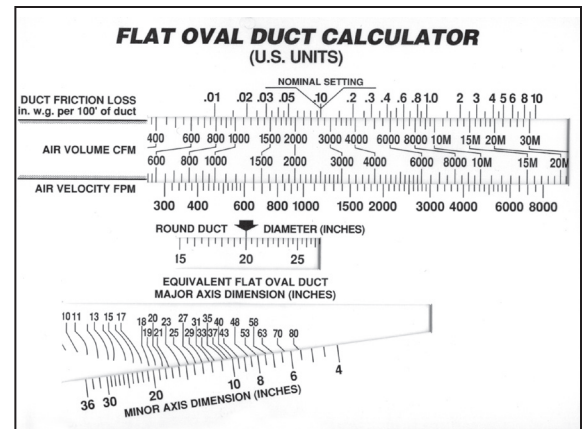 FLAT OVAL DUCT CALCULATOR
(U.S. UNITS)
NOMINAL SETTING
DUCT FRICTION LOSS
in. w.g. per 100' of duct
.01 .02 .03 .05 .10 .2 .3 .4 .6 .8 1.0 2 3 4 5 6 8 10
AIR VOLUME CFM
400 600 800 1000 1500 2000 3000 4000 6000 8000 10M 15M 20M 30M
600 800 1000 1500 2000 3000 4000 6000 8000 10M 15M 20M
AIR VELOCITY FPM
300 400 600 800 1000 1500 2000 3000 4000 6000 8000
ROUND DUCT DIAMETER (INCHES)
15 20 25
EQUIVALENT FLAT OVAL DUCT
MAJOR AXIS DIMENSION (INCHES)
10 11 13 15 17 18 20 23 27 31 35 40 48 58
19 21 25 29 33 37 43 53 63 70 80
36 30 20 10 8 6 4
MINOR AXIS DIMENSION (INCHES)